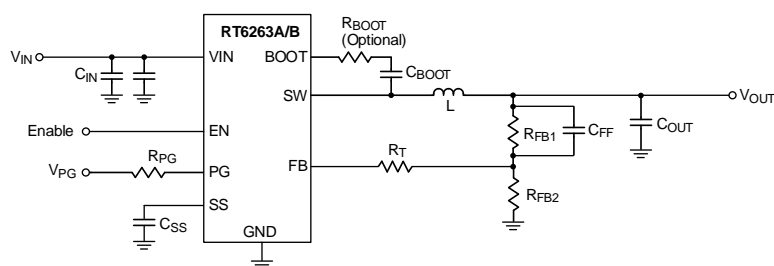 RT6263A/B
VIN
CIN
VIN
BOOT
RBOOT
(Optional)
CBOOT
SW
L
VOUT
Enable
EN
RFB1
CFF
COUT
VPG
RPG
PG
FB
RT
SS
CSS
RFB2
GND